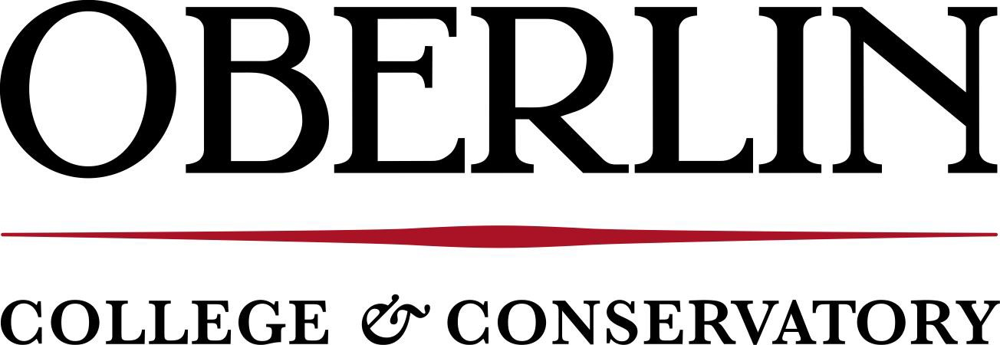 OBERLIN
COLLEGE & CONSERVATORY